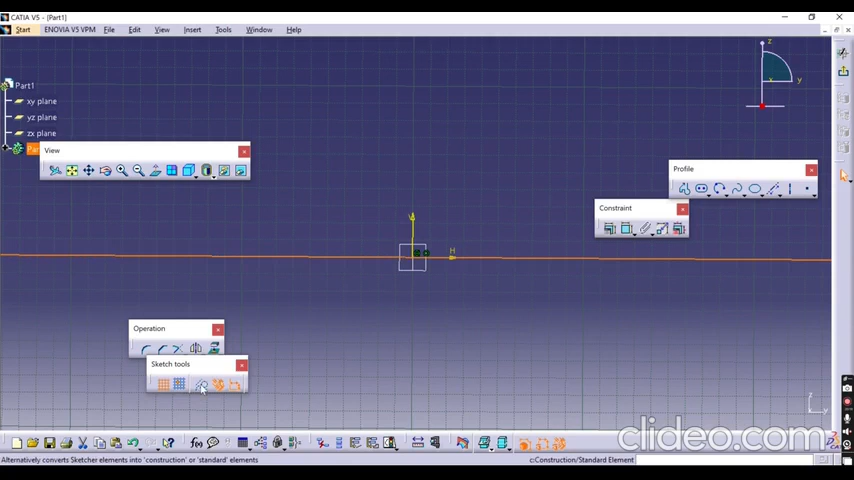 CATIA V5 - [Part1]
Start ENOVIA V5 VPM File Edit View Insert Tools Window Help
z
y
x
Part1
xy plane
yz plane
zx plane
Par
View
Profile
Constraint
V
H
Operation
Sketch tools
z
y
clideo.com
Alternatively converts Sketcher elements into 'construction' or 'standard' elements
c:Construction/Standard Element